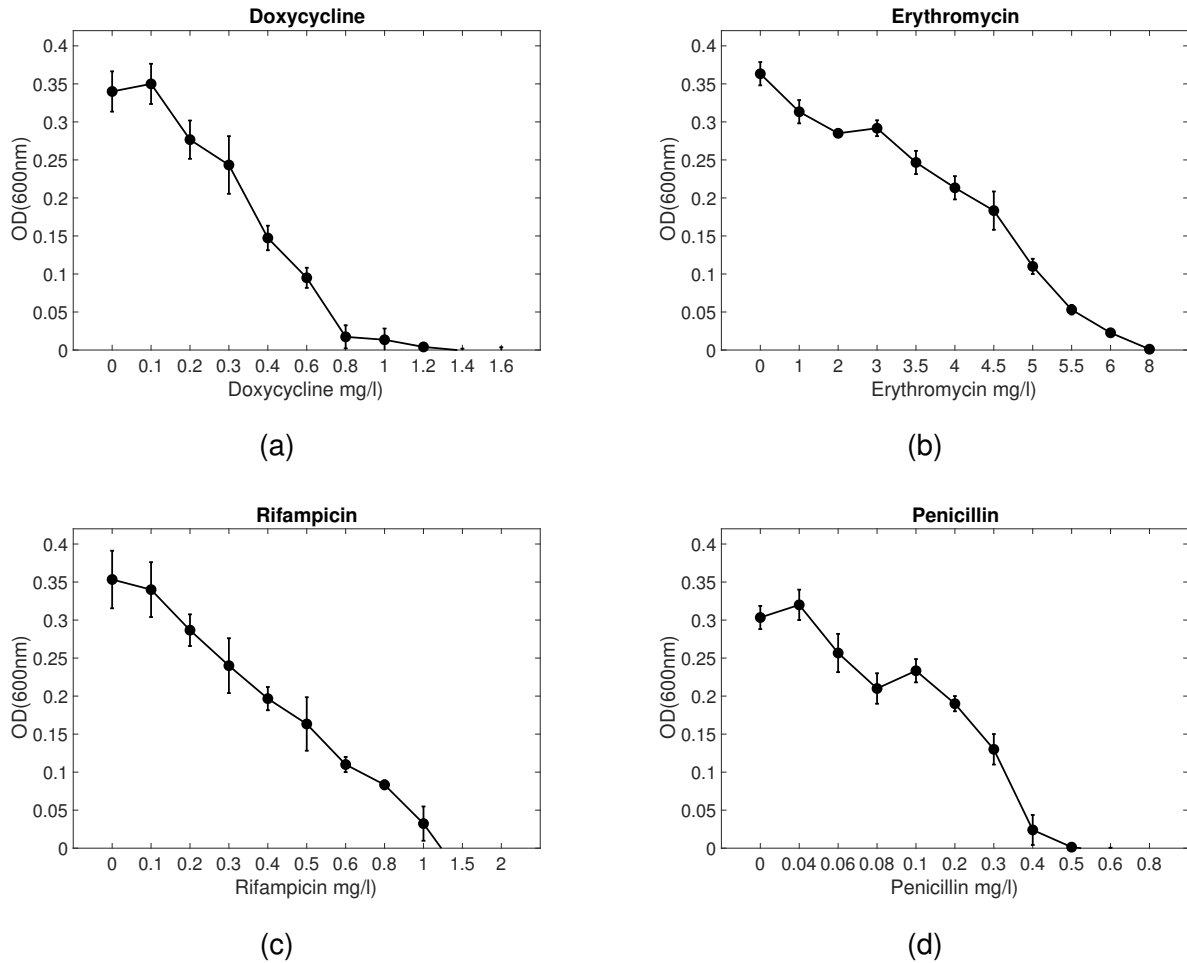 Doxycycline
0.4
0.35
0.3
0.25
0.2
0.15
0.1
0.05
0
OD(600nm)
0 0.1 0.2 0.3 0.4 0.6 0.8 1 1.2 1.4 1.6
Doxycycline mg/l)
(a)
Erythromycin
0.4
0.35
0.3
0.25
0.2
0.15
0.1
0.05
0
OD(600nm)
0 1 2 3 3.5 4 4.5 5 5.5 6 8
Erythromycin mg/l)
(b)
Rifampicin
0.4
0.35
0.3
0.25
0.2
0.15
0.1
0.05
0
OD(600nm)
0 0.1 0.2 0.3 0.4 0.5 0.6 0.8 1 1.5 2
Rifampicin mg/l)
(c)
Penicillin
0.4
0.35
0.3
0.25
0.2
0.15
0.1
0.05
0
OD(600nm)
0 0.04 0.06 0.08 0.1 0.2 0.3 0.4 0.5 0.6 0.8
Penicillin mg/l)
(d)